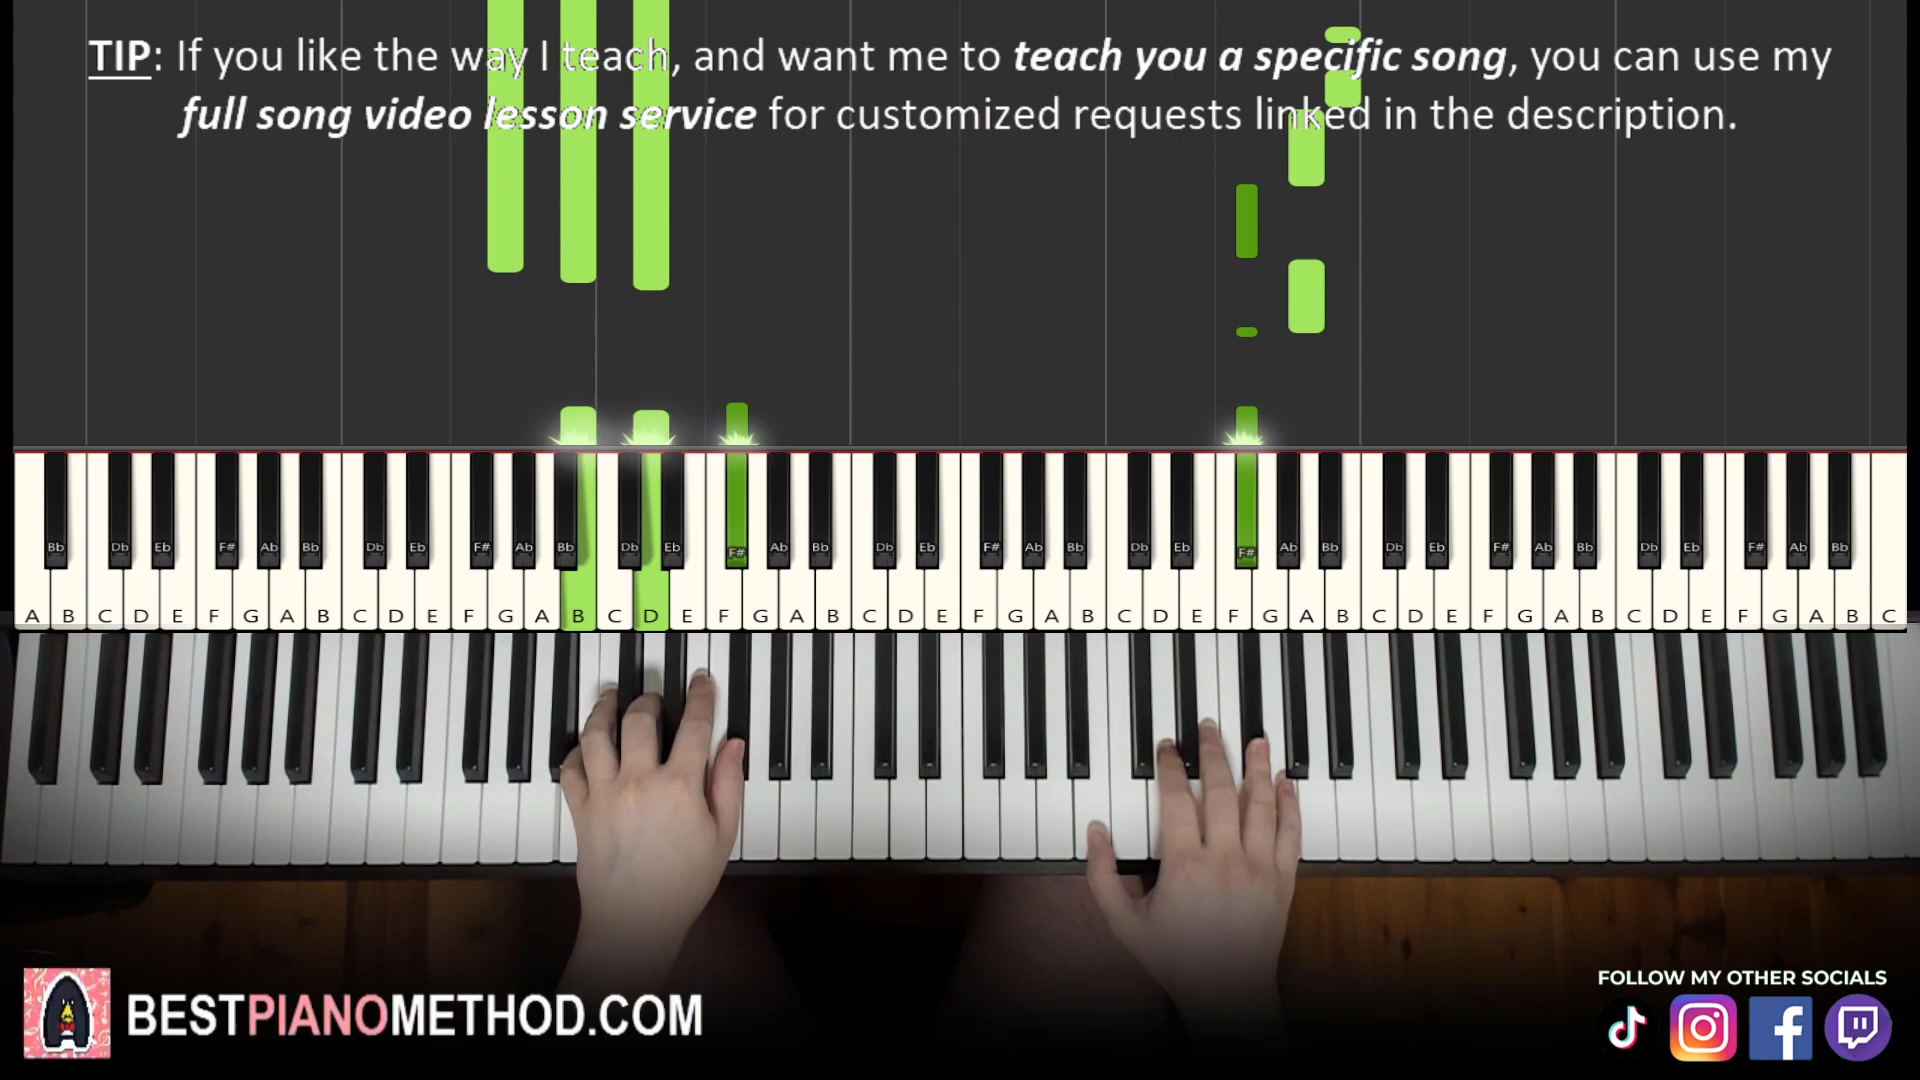 TIP: If you like the way I teach, and want me to teach you a specific song, you can use my
full song video lesson service for customized requests linked in the description.
Bb Db Eb F# Ab Bb Db Eb F# Ab Bb Db Eb F# Ab Bb Db Eb F# Ab Bb Db Eb F# Ab Bb Db Eb F# Ab Bb Db Eb F# Ab Bb
A B C D E F G A B C D E F G A B C D E F G A B C D E F G A B C D E F G A B C D E F G A B C D E F G A B C
FOLLOW MY OTHER SOCIALS
BESTPIANOMETHOD.COM